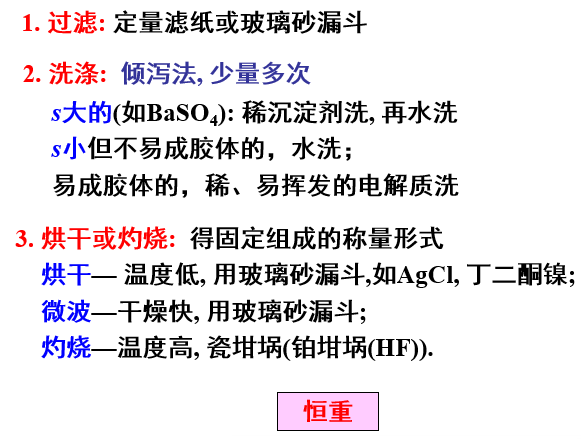 1. 过滤: 定量滤纸或玻璃砂漏斗
2. 洗涤: 倾泻法, 少量多次
s大的(如BaSO4): 稀沉淀剂洗, 再水洗
s小但不易成胶体的，水洗；
易成胶体的，稀、易挥发的电解质洗
3. 烘干或灼烧: 得固定组成的称量形式
烘干— 温度低, 用玻璃砂漏斗,如AgCl, 丁二酮镍;
微波—干燥快, 用玻璃砂漏斗;
灼烧—温度高, 瓷坩埚(铂坩埚(HF)).
恒重